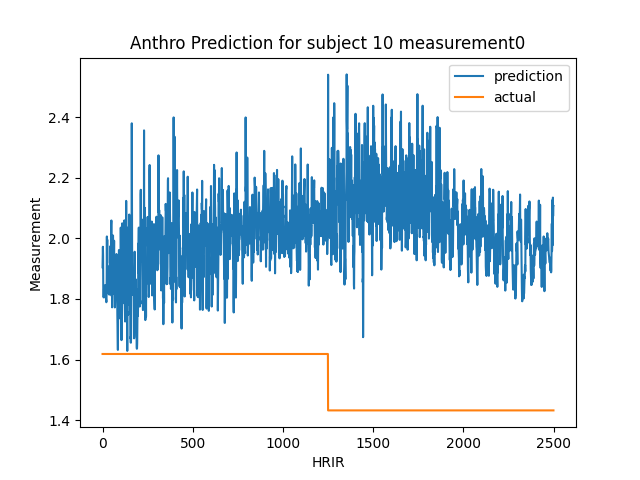 Anthro Prediction for subject 10 measurement0
prediction
actual
Measurement
2.4
2.2
2.0
1.8
1.6
1.4
0
500
1000
1500
2000
2500
HRIR